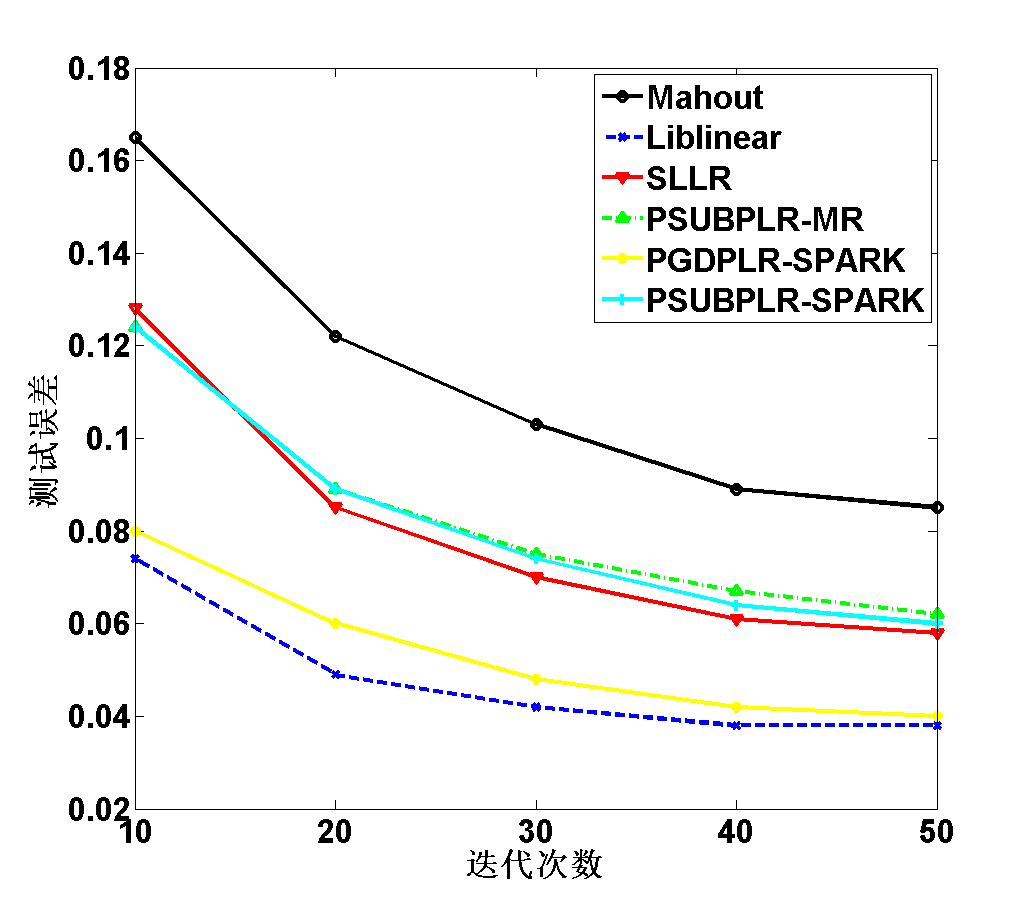 0.18
0.16
0.14
0.12
0.1
0.08
0.06
0.04
0.02
测试误差
Mahout
Liblinear
SLLR
PSUBPLR-MR
PGDPLR-SPARK
PSUBPLR-SPARK
10 20 30 40 50
迭代次数